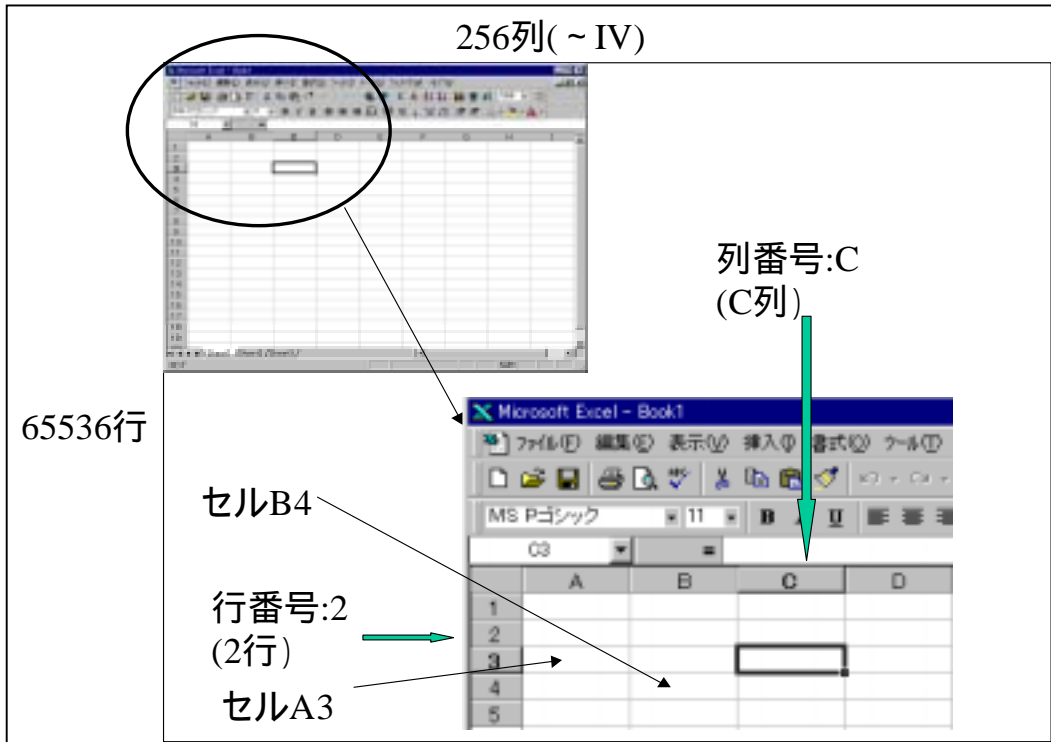 256列(～IV)
列番号:C
(C列)
65536行
Microsoft Excel - Book1
ファイル(F) 編集(E) 表示(V) 挿入(I) 書式(O) ツール(T)
MS Pゴシック 11 B U
C3 =
A B C D
1
2
3
4
5
セルB4
行番号:2
(2行)
セルA3